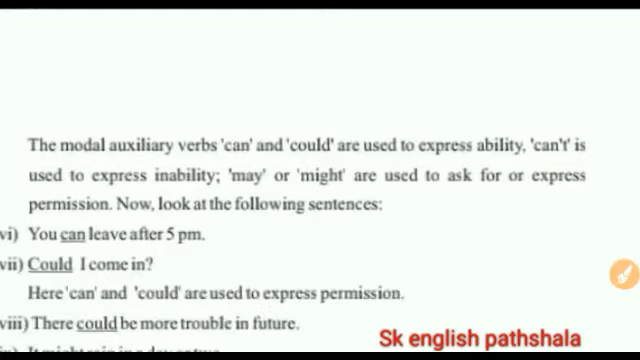 The modal auxiliary verbs 'can' and 'could' are used to express ability, 'can't' is
used to express inability; 'may' or 'might' are used to ask for or express
permission. Now, look at the following sentences:
vi) You can leave after 5 pm.
vii) Could I come in?
Here 'can' and 'could' are used to express permission.
viii) There could be more trouble in future.
Sk english pathshala